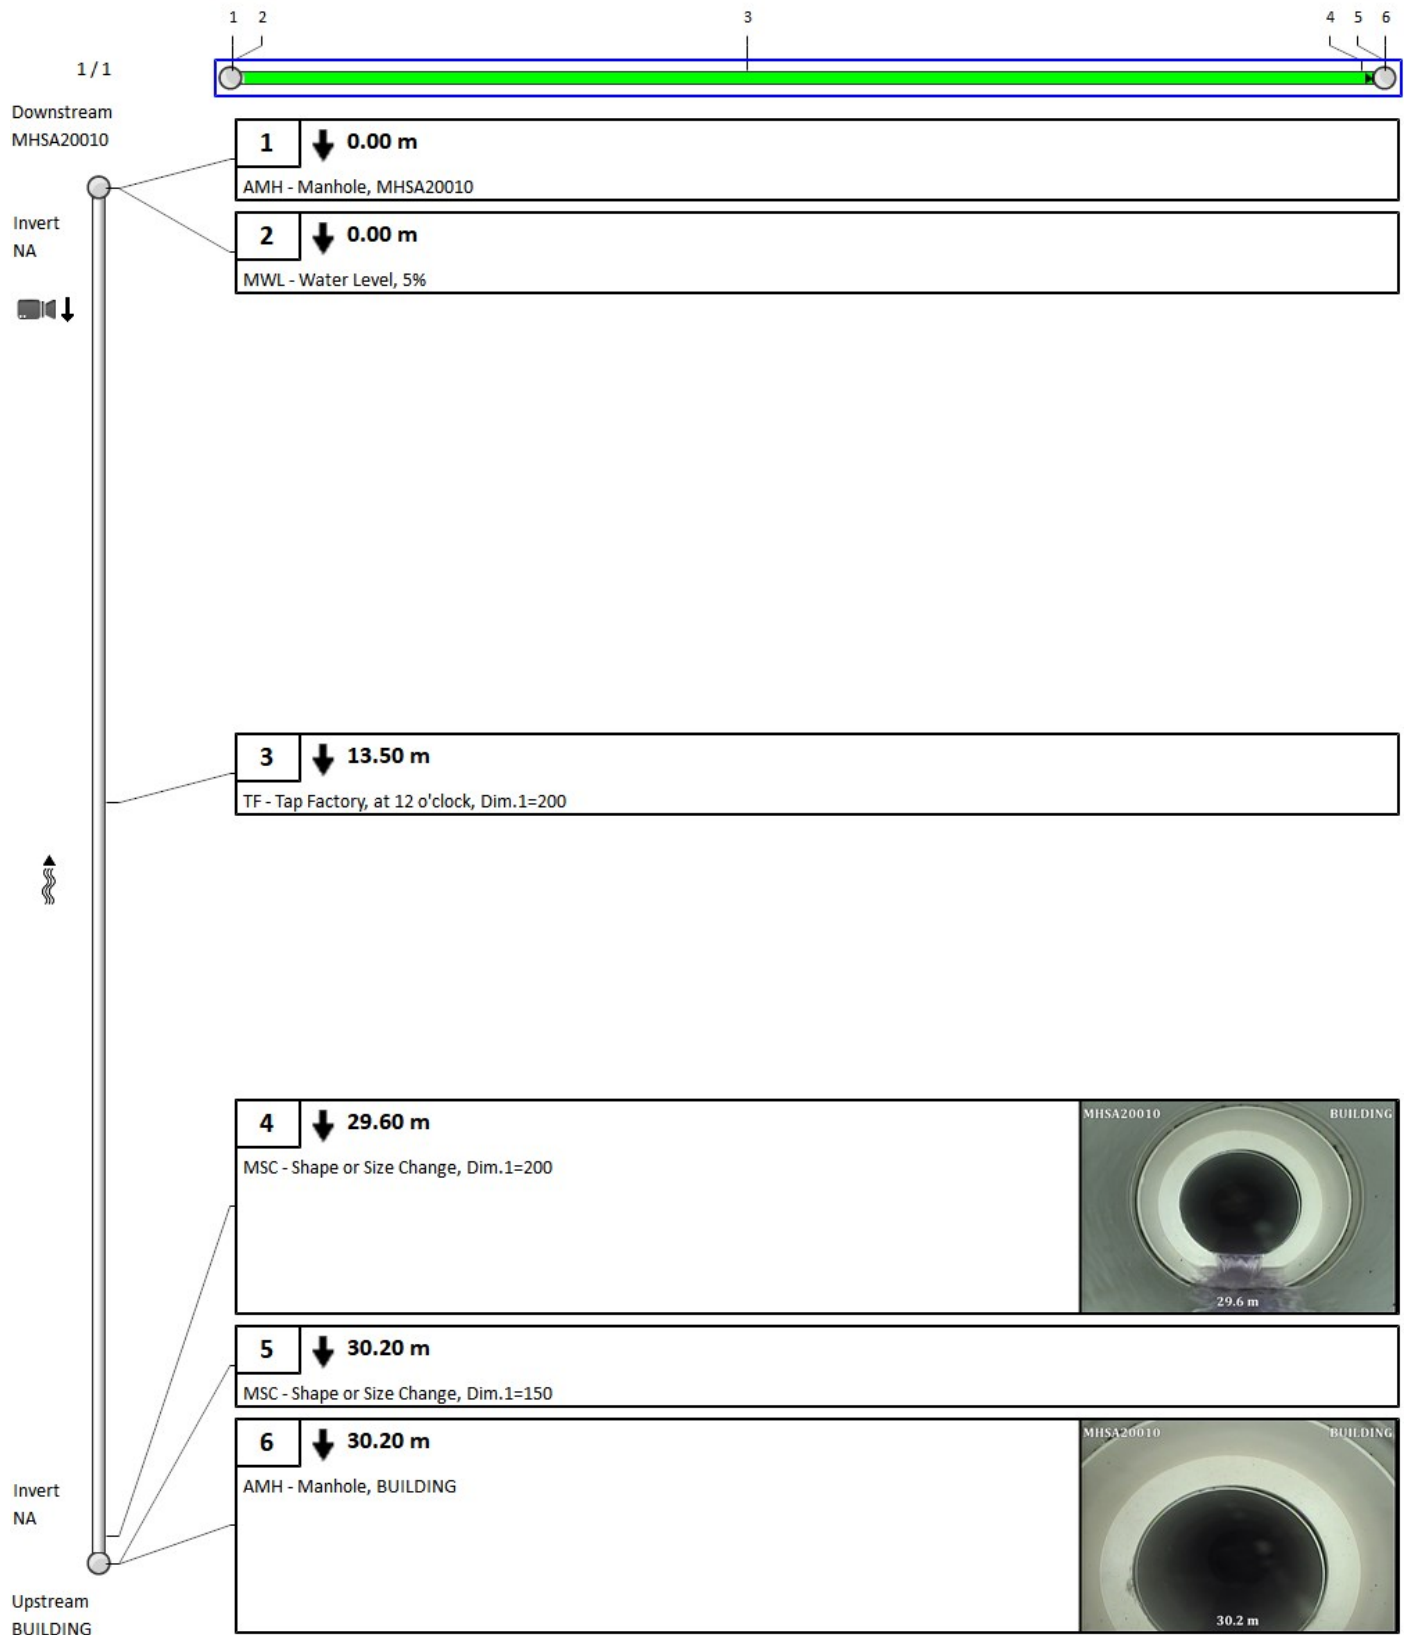 1 2 3 4 5 6
1 / 1
Downstream
MHSA20010
1 0.00 m
AMH - Manhole, MHSA20010
Invert
NA
2 0.00 m
MWL - Water Level, 5%
3 13.50 m
TF - Tap Factory, at 12 o'clock, Dim.1=200
4 29.60 m
MSC - Shape or Size Change, Dim.1=200
MHSA20010 BUILDING
29.6 m
5 30.20 m
MSC - Shape or Size Change, Dim.1=150
6 30.20 m
AMH - Manhole, BUILDING
MHSA20010 BUILDING
30.2 m
Invert
NA
Upstream
BUILDING